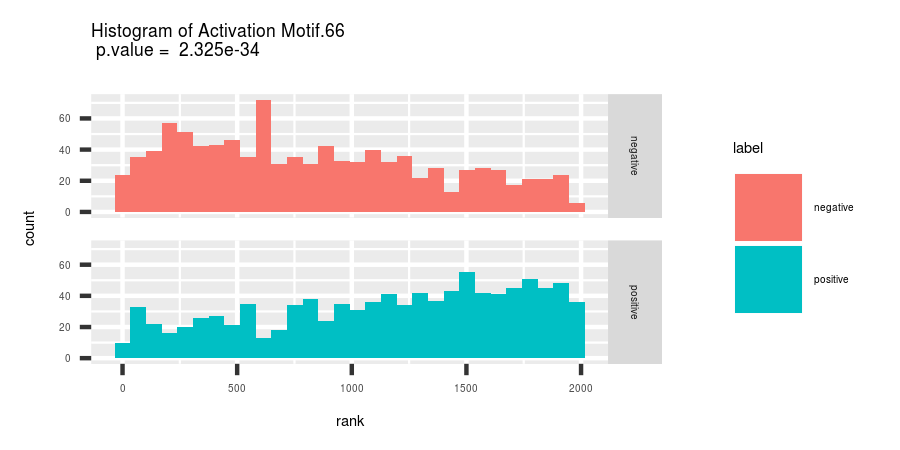 Histogram of Activation Motif.66
p.value = 2.325e-34
60
40
20
0
negative
60
40
20
0
positive
0 500 1000 1500 2000
rank
count
label
negative
positive